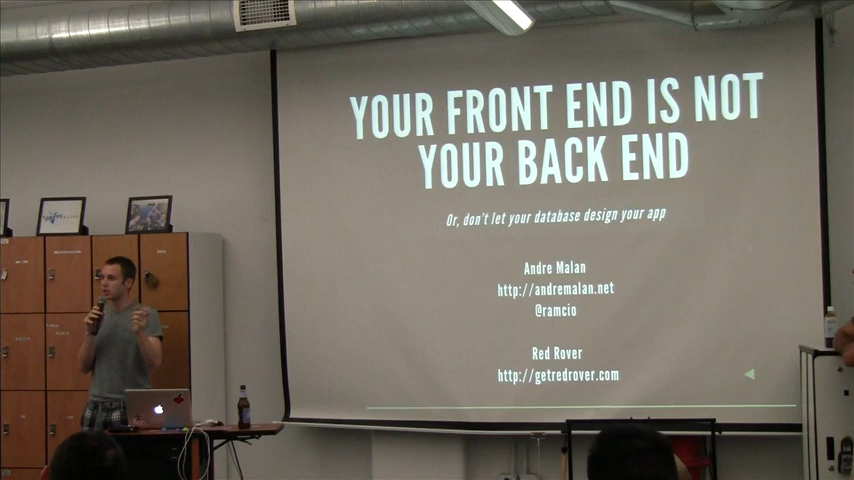 YOUR FRONT END IS NOT
YOUR BACK END
Or, don't let your database design your app
Andre Malan
http://andremalan.net
@ramcio
Red Rover
http://getredrover.com